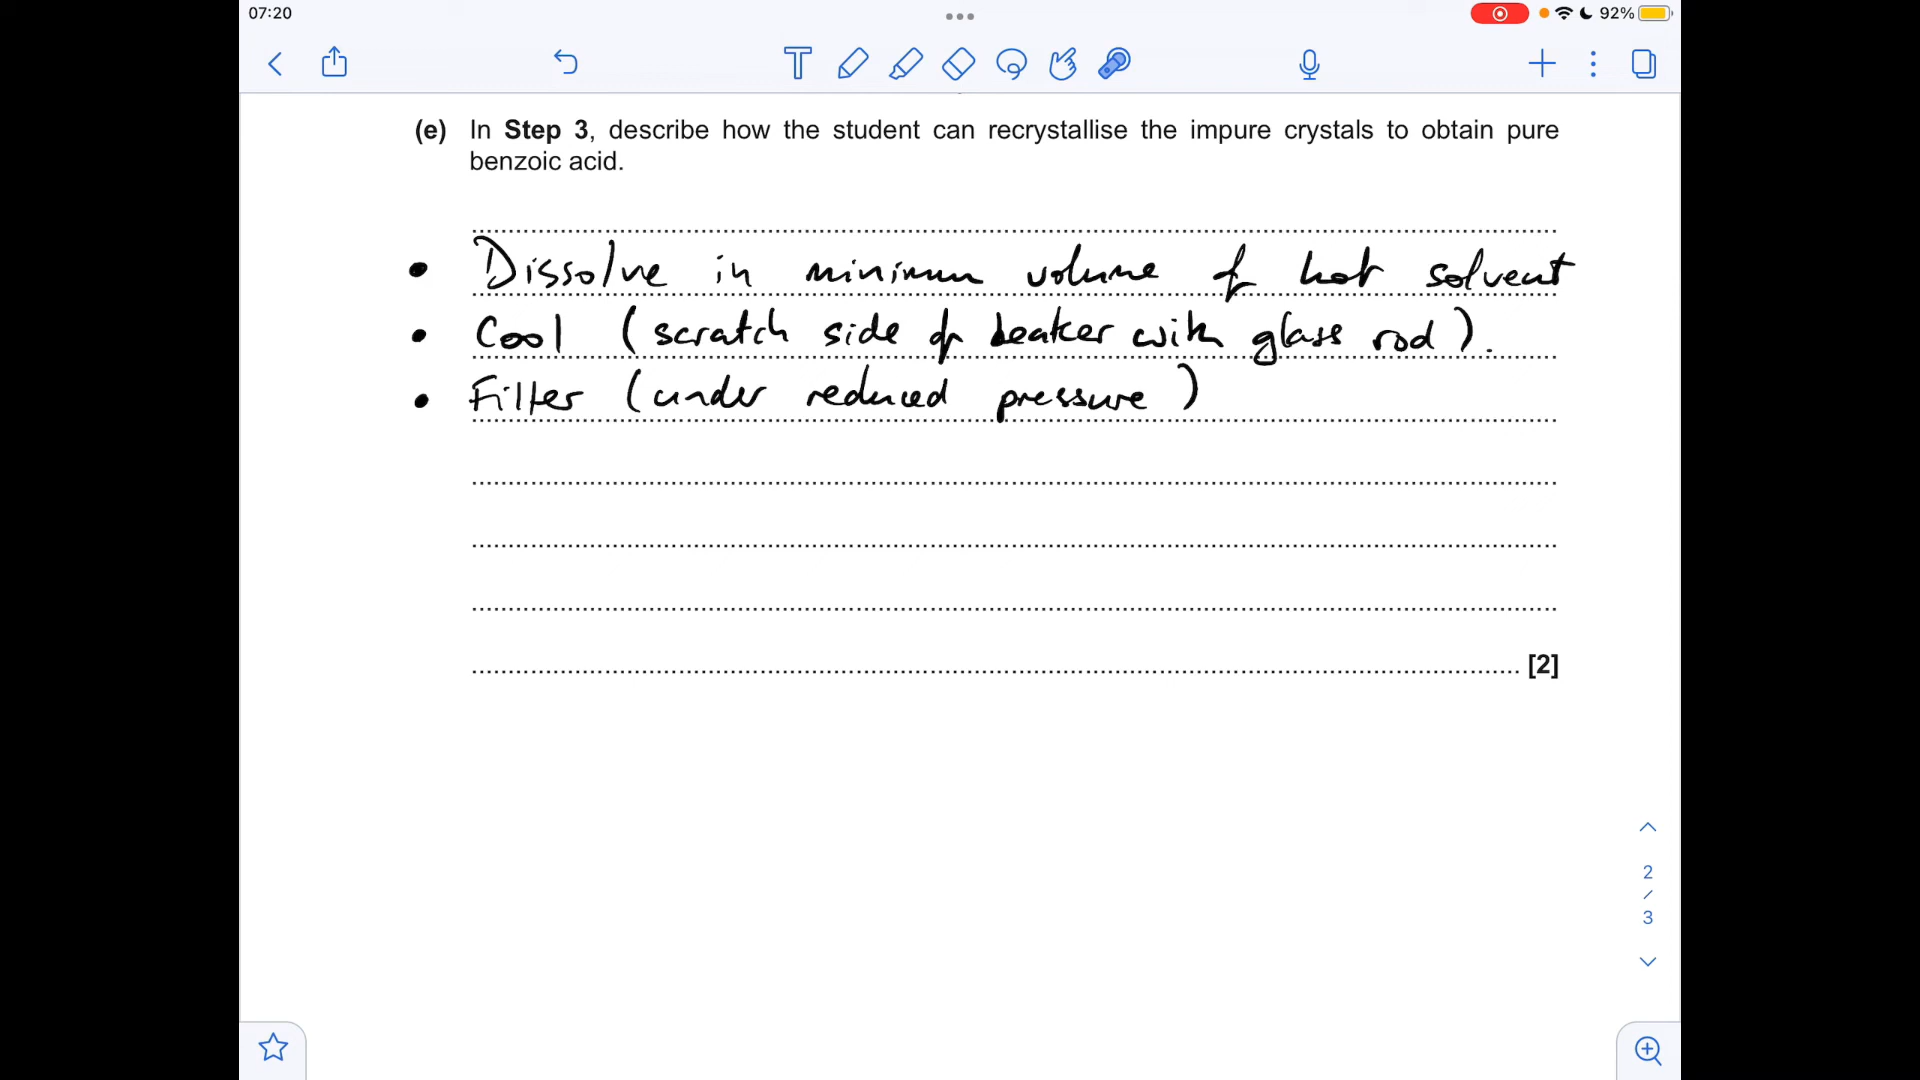 07:20
92%
(e) In Step 3, describe how the student can recrystallise the impure crystals to obtain pure
benzoic acid.
• Dissolve in minimum volume of hot solvent
• Cool (scratch side of beaker with glass rod).
• Filter (under reduced pressure)
[2]
2
/
3